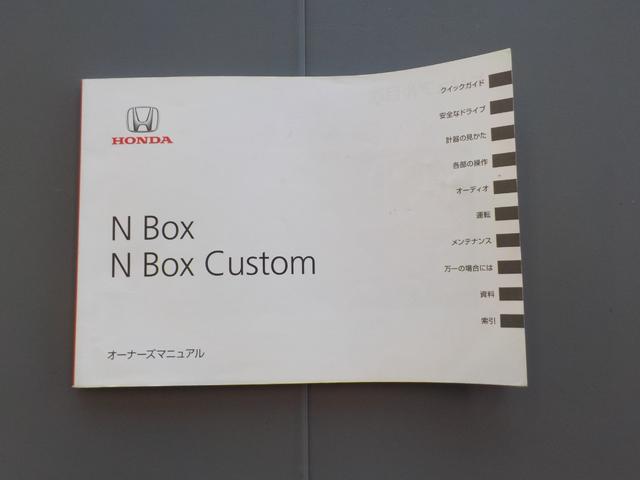 HONDA
N Box
N Box Custom
オーナーズマニュアル
クイックガイド
安全なドライブ
計器の見かた
各部の操作
オーディオ
運転
メンテナンス
万一の場合には
資料
索引